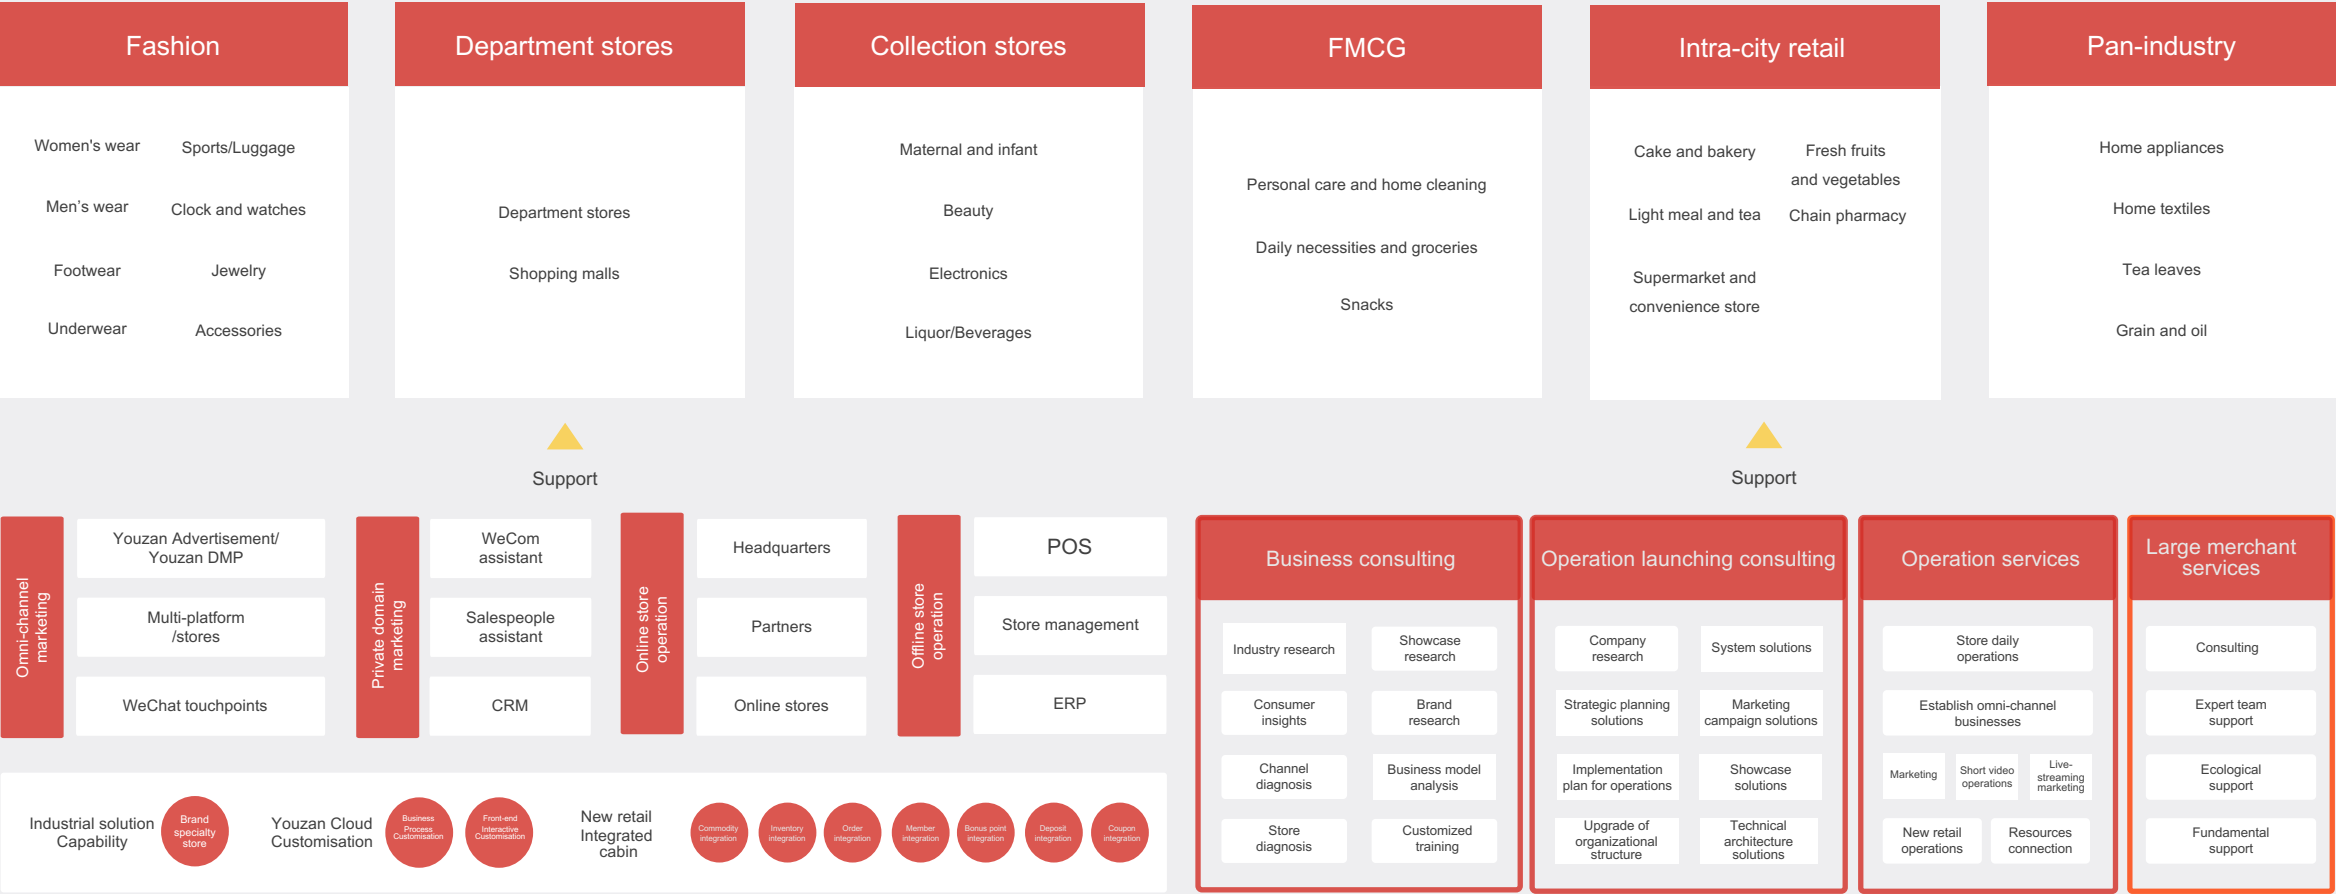 Fashion
Women's wear
Sports/Luggage
Men's wear
Clock and watches
Footwear
Jewelry
Underwear
Accessories
Department stores
Department stores
Shopping malls
Collection stores
Maternal and infant
Beauty
Electronics
Liquor/Beverages
FMCG
Personal care and home cleaning
Daily necessities and groceries
Snacks
Intra-city retail
Cake and bakery
Fresh fruits
and vegetables
Light meal and tea
Chain pharmacy
Supermarket and
convenience store
Pan-industry
Home appliances
Home textiles
Tea leaves
Grain and oil
Support
Support
Omni-channel
marketing
Youzan Advertisement/
Youzan DMP
Multi-platform
/stores
WeChat touchpoints
Private domain
marketing
WeCom
assistant
Salespeople
assistant
CRM
Online store
operation
Headquarters
Partners
Online stores
Offline store
operation
POS
Store management
ERP
Industrial solution
Capability
Brand
specialty
store
Youzan Cloud
Customisation
Business
Process
Customisation
Front-end
Interactive
Customisation
New retail
Integrated
cabin
Commodity
integration
Inventory
integration
Order
integration
Member
integration
Bonus point
integration
Deposit
integration
Coupon
integration
Business consulting
Industry research
Showcase
research
Consumer
insights
Brand
research
Channel
diagnosis
Business model
analysis
Store
diagnosis
Customized
training
Operation launching consulting
Company
research
System solutions
Strategic planning
solutions
Marketing
campaign solutions
Implementation
plan for operations
Showcase
solutions
Upgrade of
organizational
structure
Technical
architecture
solutions
Operation services
Store daily
operations
Establish omni-channel
businesses
Marketing
Short video
operations
Live-
streaming
marketing
New retail
operations
Resources
connection
Large merchant
services
Consulting
Expert team
support
Ecological
support
Fundamental
support